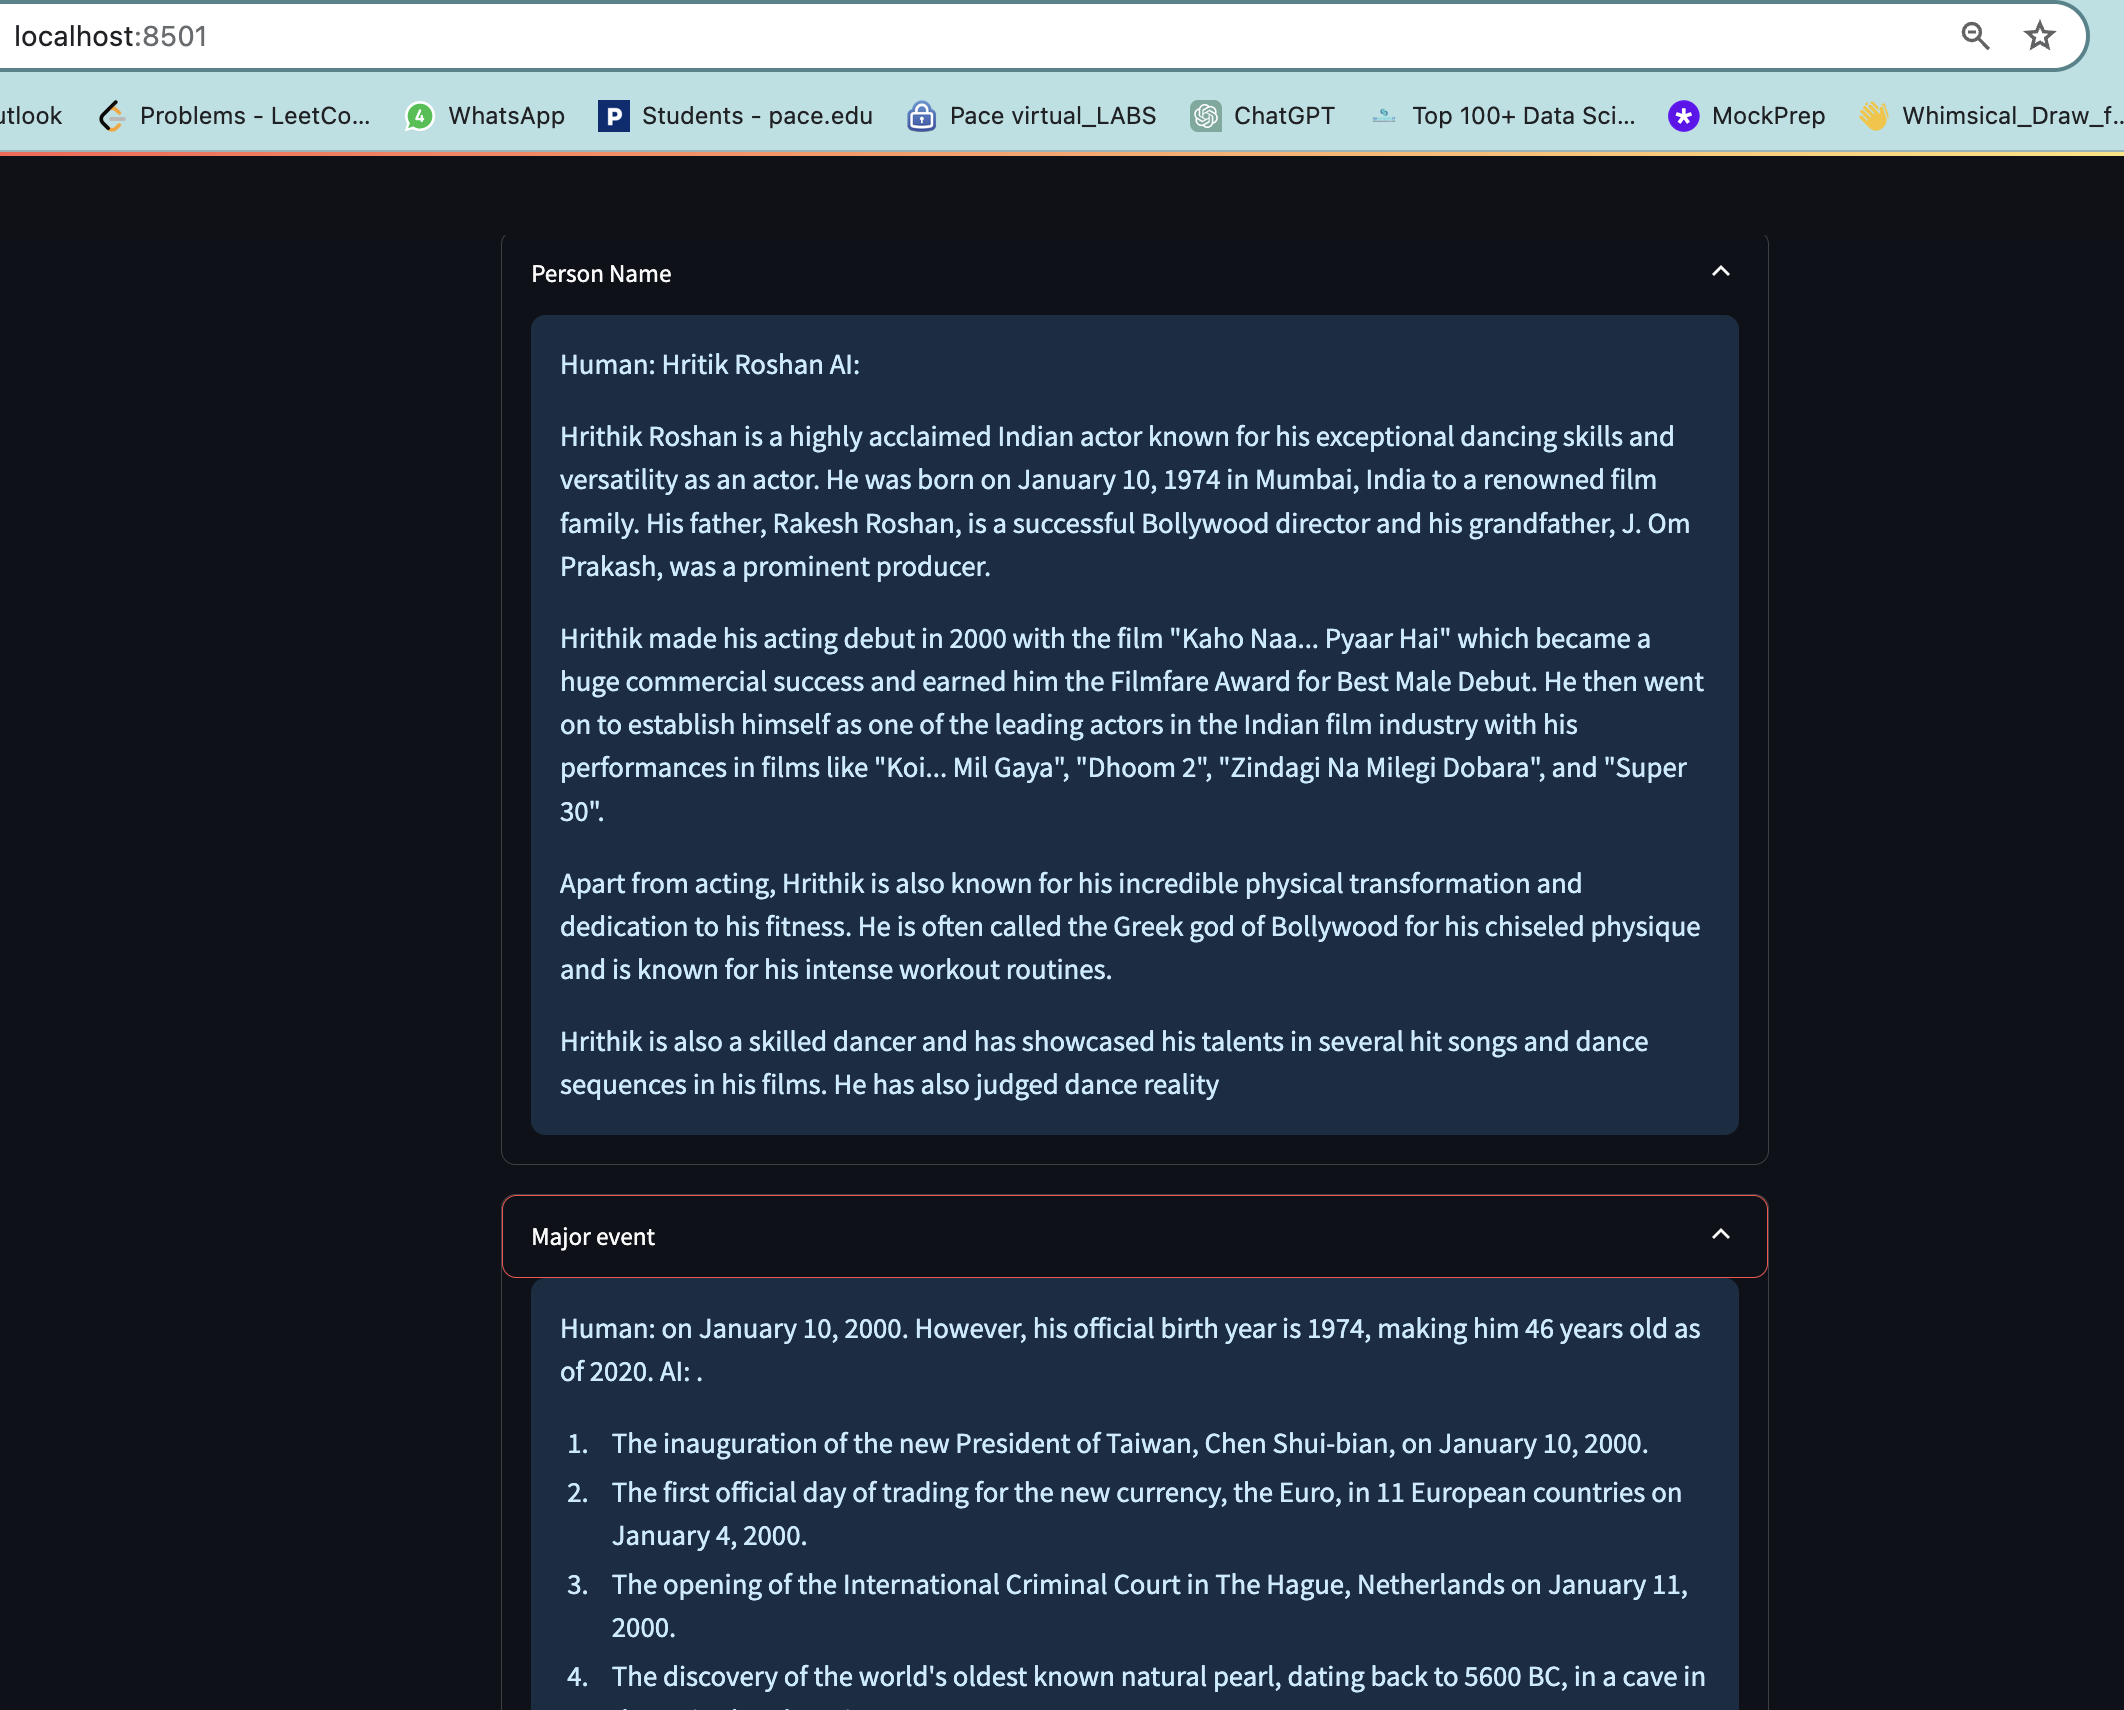 localhost:8501
utlook Problems - LeetCo... 4 WhatsApp P Students - pace.edu Pace virtual_LABS ChatGPT Top 100+ Data Sci... MockPrep Whimsical_Draw_f...
Person Name
Human: Hritik Roshan AI:
Hrithik Roshan is a highly acclaimed Indian actor known for his exceptional dancing skills and
versatility as an actor. He was born on January 10, 1974 in Mumbai, India to a renowned film
family. His father, Rakesh Roshan, is a successful Bollywood director and his grandfather, J. Om
Prakash, was a prominent producer.
Hrithik made his acting debut in 2000 with the film "Kaho Naa... Pyaar Hai" which became a
huge commercial success and earned him the Filmfare Award for Best Male Debut. He then went
on to establish himself as one of the leading actors in the Indian film industry with his
performances in films like "Koi... Mil Gaya", "Dhoom 2", "Zindagi Na Milegi Dobara", and "Super
30".
Apart from acting, Hrithik is also known for his incredible physical transformation and
dedication to his fitness. He is often called the Greek god of Bollywood for his chiseled physique
and is known for his intense workout routines.
Hrithik is also a skilled dancer and has showcased his talents in several hit songs and dance
sequences in his films. He has also judged dance reality
Major event
Human: on January 10, 2000. However, his official birth year is 1974, making him 46 years old as
of 2020. AI: .
1. The inauguration of the new President of Taiwan, Chen Shui-bian, on January 10, 2000.
2. The first official day of trading for the new currency, the Euro, in 11 European countries on
January 4, 2000.
3. The opening of the International Criminal Court in The Hague, Netherlands on January 11,
2000.
4. The discovery of the world's oldest known natural pearl, dating back to 5600 BC, in a cave in